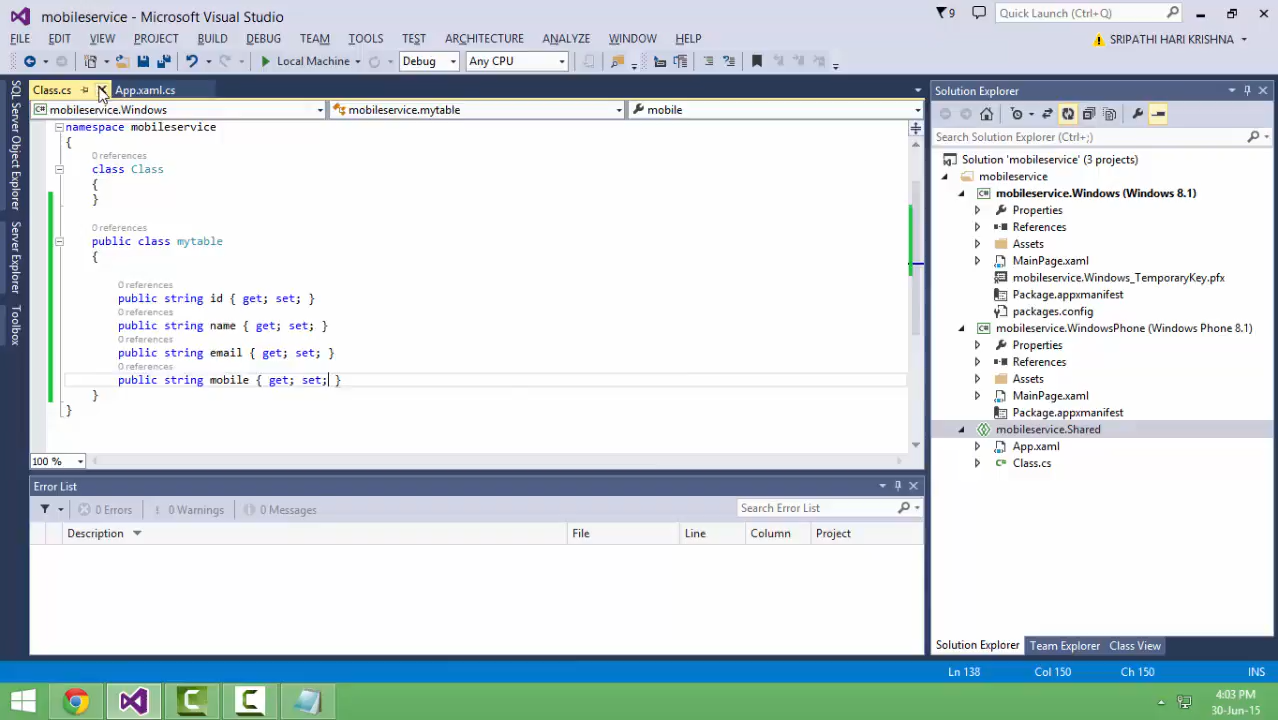 mobileservice - Microsoft Visual Studio
9
Quick Launch (Ctrl+Q)
FILE EDIT VIEW PROJECT BUILD DEBUG TEAM TOOLS TEST ARCHITECTURE ANALYZE WINDOW HELP
SRIPATHI HARI KRISHNA
Local Machine Debug Any CPU
Class.cs App.xaml.cs
mobileservice.Windows mobileservice.mytable mobile
SQL Server Object Explorer
Server Explorer
Toolbox
namespace mobileservice
{
0 references
class Class
{
}
0 references
public class mytable
{
0 references
public string id { get; set; }
0 references
public string name { get; set; }
0 references
public string email { get; set; }
0 references
public string mobile { get; set; }
}
}
100 %
Error List
0 Errors 0 Warnings 0 Messages
Search Error List
Description File Line Column Project
Solution Explorer
Search Solution Explorer (Ctrl+;)
Solution 'mobileservice' (3 projects)
mobileservice
mobileservice.Windows (Windows 8.1)
Properties
References
Assets
MainPage.xaml
mobileservice.Windows_TemporaryKey.pfx
Package.appxmanifest
packages.config
mobileservice.WindowsPhone (Windows Phone 8.1)
Properties
References
Assets
MainPage.xaml
Package.appxmanifest
mobileservice.Shared
App.xaml
Class.cs
Solution Explorer Team Explorer Class View
Ln 138 Col 150 Ch 150 INS
4:03 PM
30-Jun-15